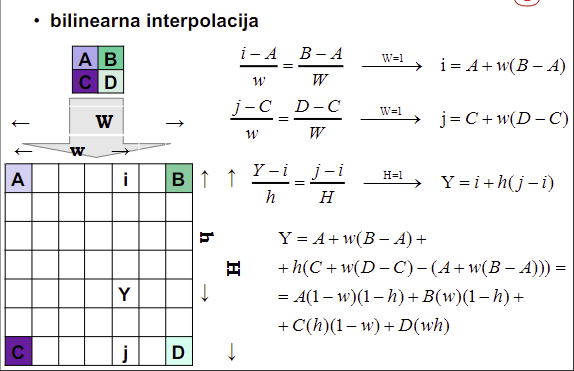 • bilinearna interpolacija
A B
C D
W
← →
w
← →
A i B
Y
C j D
↑ ↑
h
H
↓ ↓
(i − A)/w = (B − A)/W  W=1 →  i = A + w(B − A)
(j − C)/w = (D − C)/W  W=1 →  j = C + w(D − C)
(Y − i)/h = (j − i)/H  H=1 →  Y = i + h(j − i)
Y = A + w(B − A) +
+ h(C + w(D − C) − (A + w(B − A))) =
= A(1 − w)(1 − h) + B(w)(1 − h) +
+ C(h)(1 − w) + D(wh)